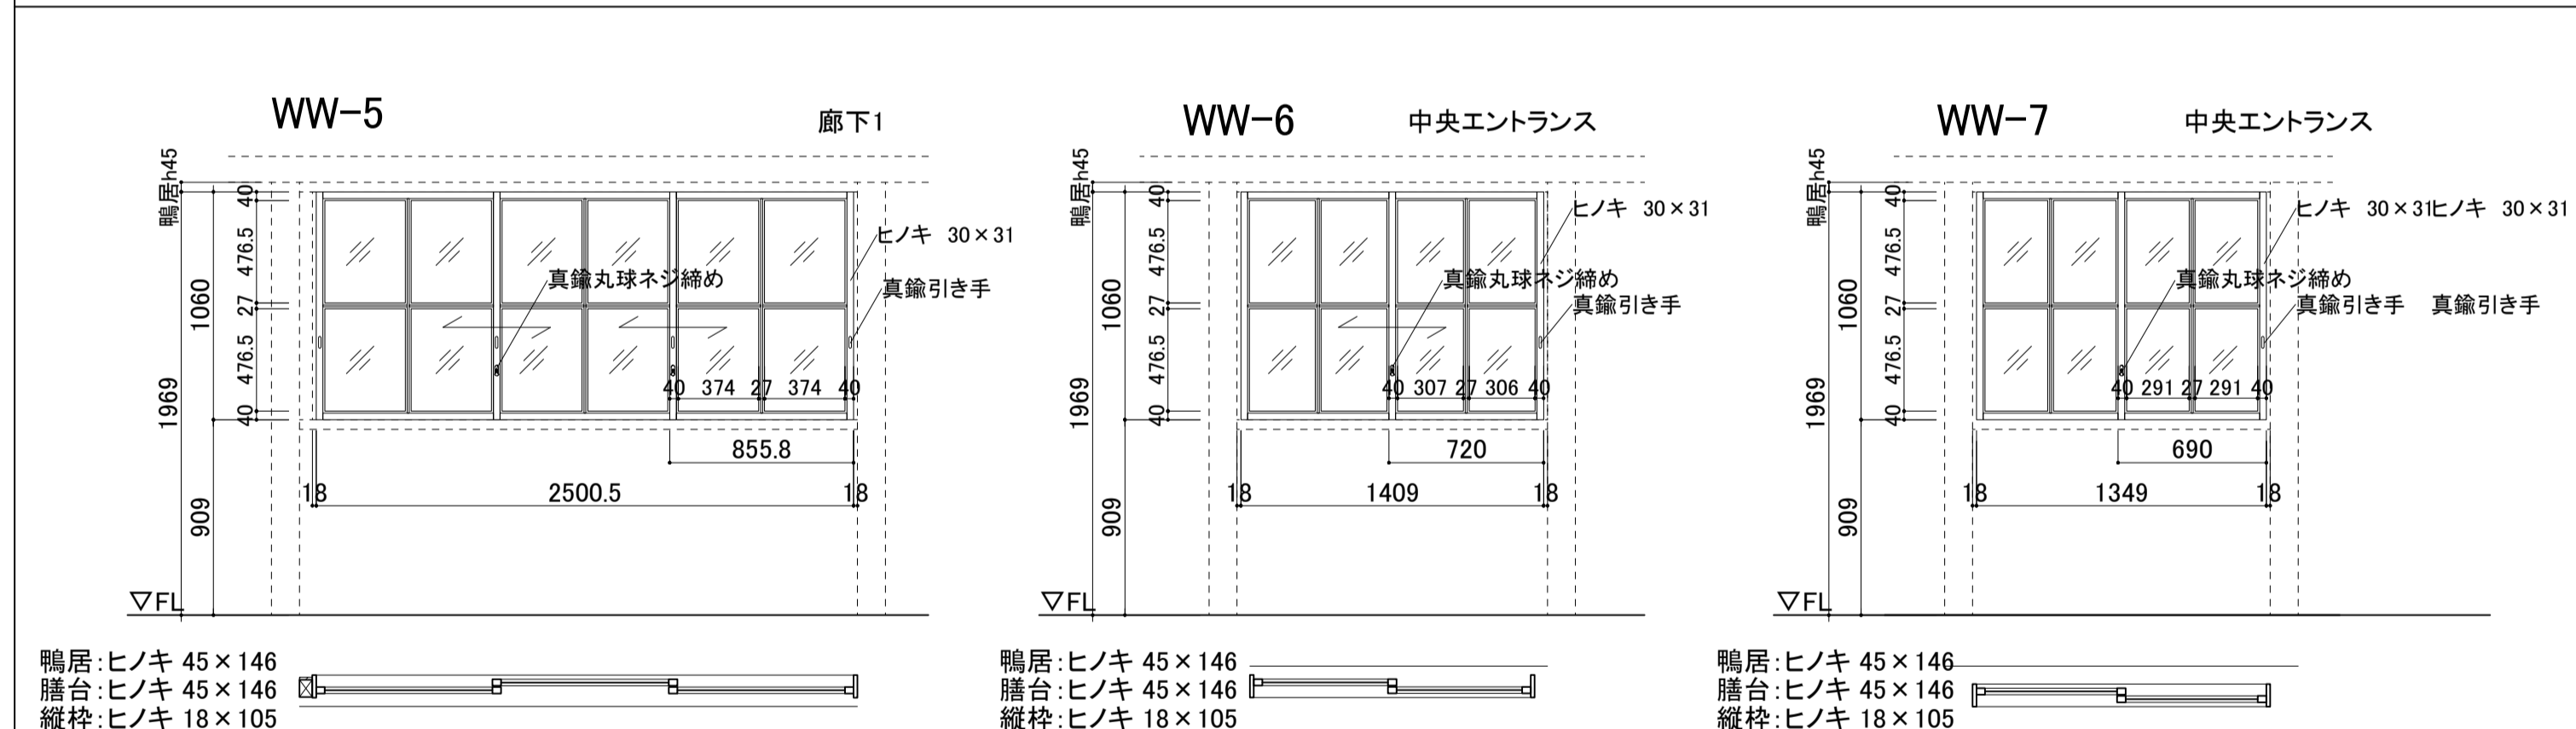 WW-5
廊下1
鴨居h45
40
476.5
27
476.5
40
1060
1969
909
ヒノキ 30×31
真鍮丸球ネジ締め
真鍮引き手
40 374 27 374 40
855.8
18 2500.5 18
▽FL
鴨居:ヒノキ 45×146
膳台:ヒノキ 45×146
縦枠:ヒノキ 18×105
WW-6
中央エントランス
鴨居h45
40
476.5
27
476.5
40
1060
1969
909
ヒノキ 30×31
真鍮丸球ネジ締め
真鍮引き手
40 307 27 306 40
720
18 1409 18
▽FL
鴨居:ヒノキ 45×146
膳台:ヒノキ 45×146
縦枠:ヒノキ 18×105
WW-7
中央エントランス
鴨居h45
40
476.5
27
476.5
40
1060
1969
909
ヒノキ 30×31ヒノキ 30×31
真鍮丸球ネジ締め
真鍮引き手 真鍮引き手
40 291 27 291 40
690
18 1349 18
▽FL
鴨居:ヒノキ 45×146
膳台:ヒノキ 45×146
縦枠:ヒノキ 18×105